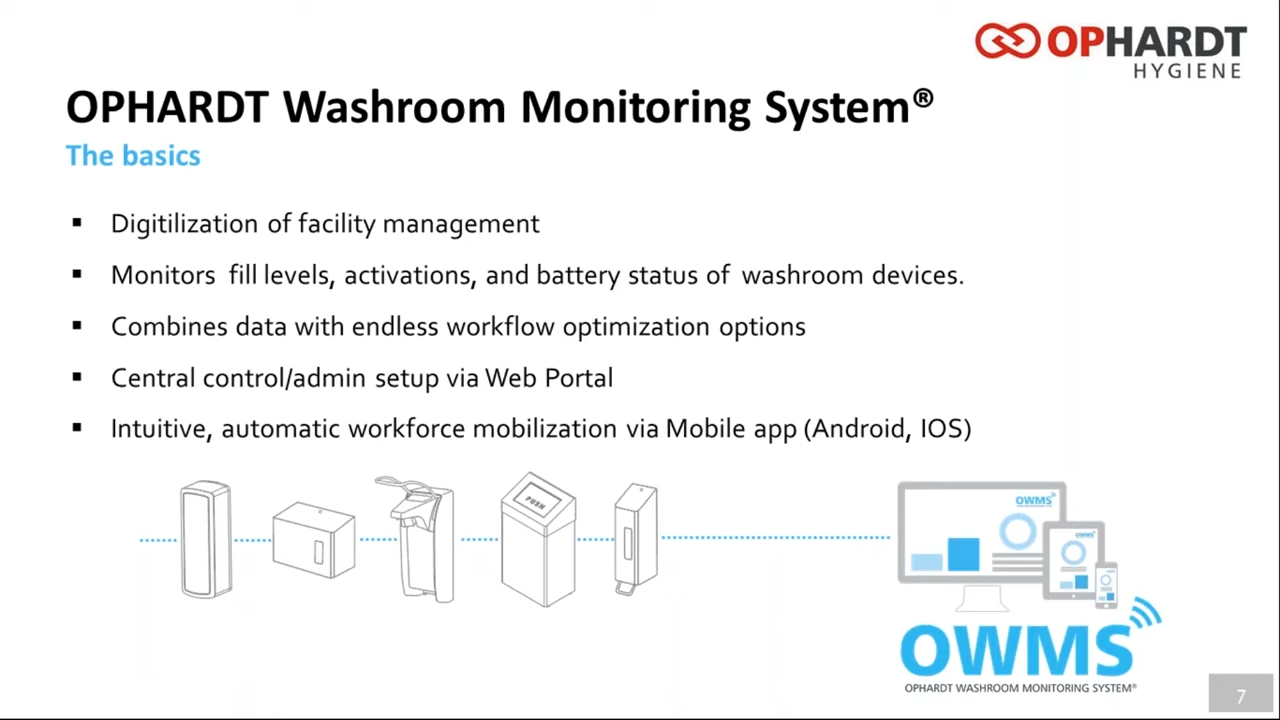 OPHARDT
HYGIENE
OPHARDT Washroom Monitoring System®
The basics
▪ Digitilization of facility management
▪ Monitors fill levels, activations, and battery status of washroom devices.
▪ Combines data with endless workflow optimization options
▪ Central control/admin setup via Web Portal
▪ Intuitive, automatic workforce mobilization via Mobile app (Android, IOS)
PUSH
OWMS
OWMS
OWMS
OPHARDT WASHROOM MONITORING SYSTEM®
7